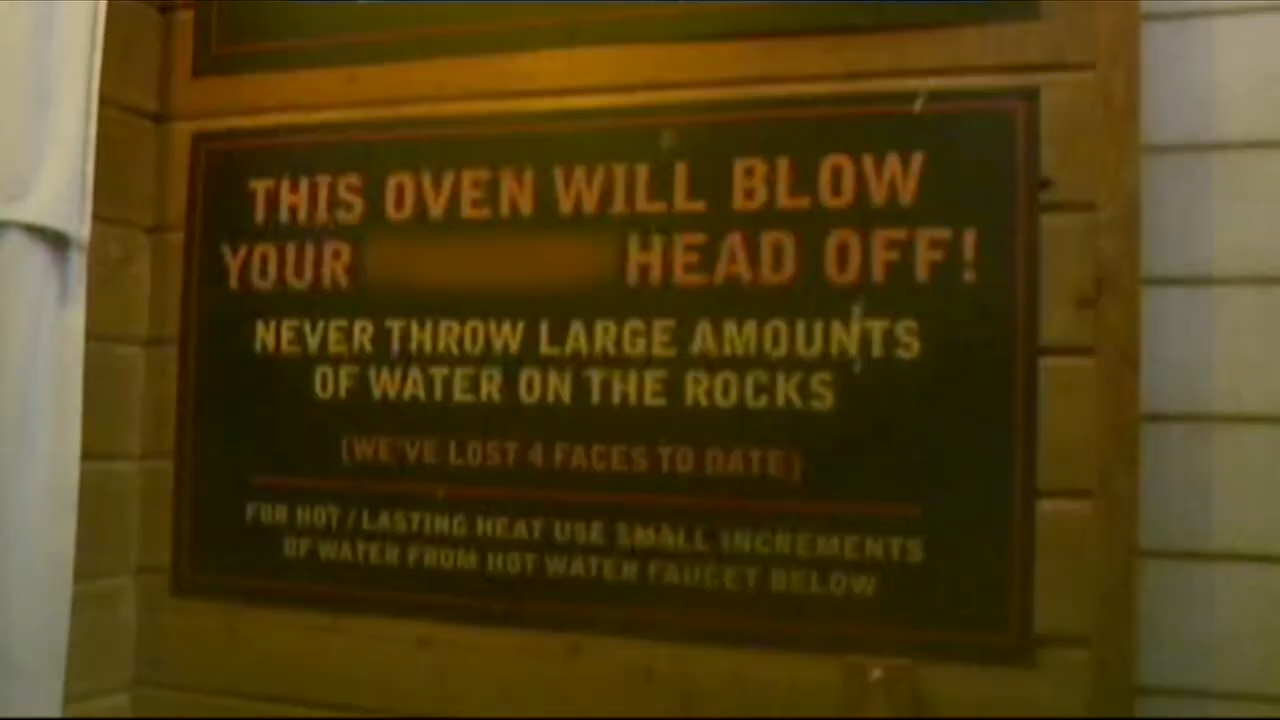 THIS OVEN WILL BLOW
YOUR HEAD OFF!
NEVER THROW LARGE AMOUNTS
OF WATER ON THE ROCKS
(WE'VE LOST 4 FACES TO DATE)
FOR HOT/LASTING HEAT USE SMALL INCREMENTS
OF WATER FROM HOT WATER FAUCET BELOW